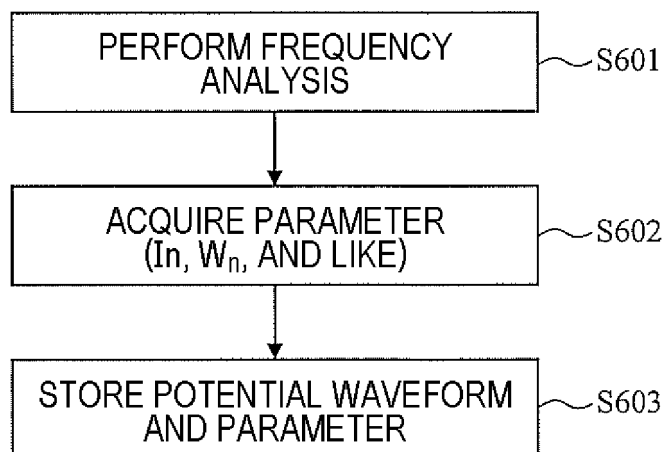 PERFORM FREQUENCY
ANALYSIS
S601
ACQUIRE PARAMETER
(In, Wn, AND LIKE)
S602
STORE POTENTIAL WAVEFORM
AND PARAMETER
S603